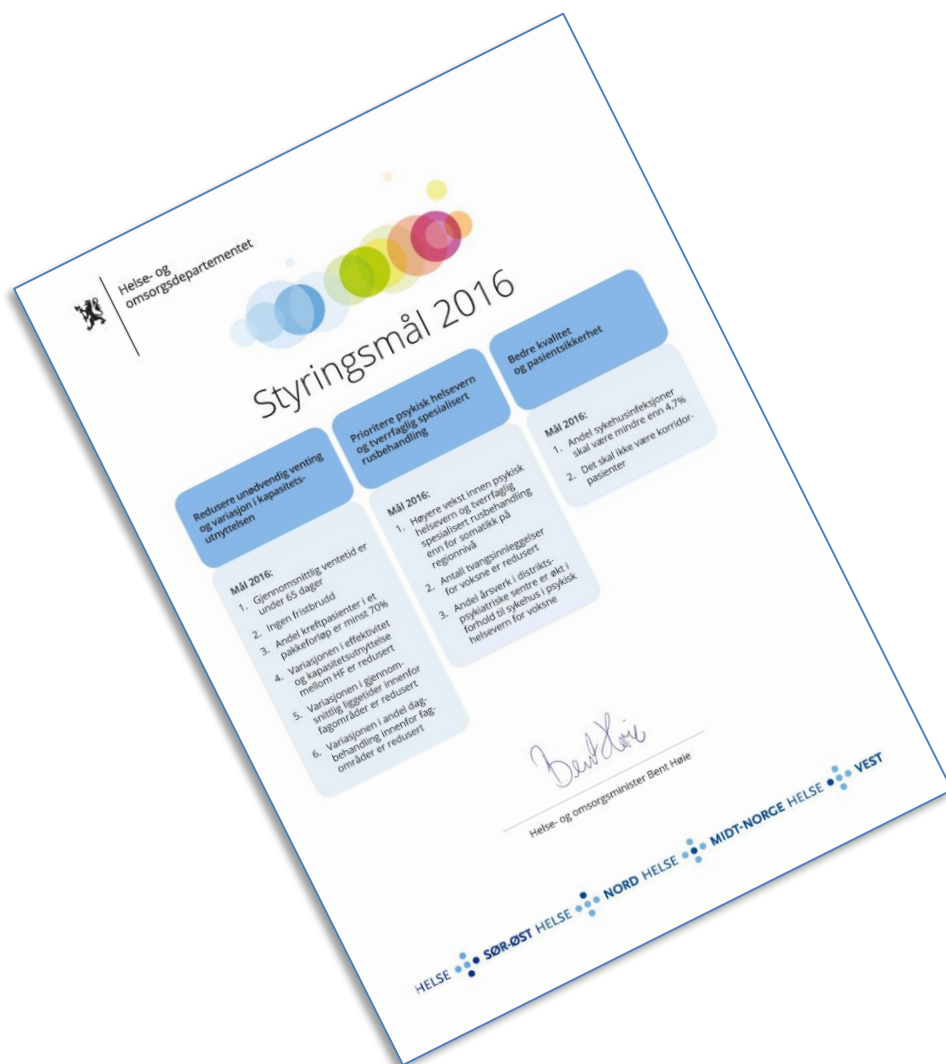 Helse- og
omsorgsdepartementet
Styringsmål 2016
Redusere unødvendig venting
og variasjon i kapasitets-
utnyttelsen
Mål 2016:
1. Gjennomsnittlig ventetid er
under 65 dager
2. Ingen fristbrudd
3. Andel kreftpasienter i et
pakkeforløp er minst 70%
4. Variasjonen i effektivitet
og kapasitetsutnyttelse
mellom HF er redusert
5. Variasjonen i gjennom-
snittlig liggetider innenfor
fagområder er redusert
6. Variasjonen i andel dag-
behandling innenfor fag-
områder er redusert
Prioritere psykisk helsevern
og tverrfaglig spesialisert
rusbehandling
Mål 2016:
1. Høyere vekst innen psykisk
helsevern og tverrfaglig
spesialisert rusbehandling
enn for somatikk på
regionnivå
2. Antall tvangsinnleggelser
for voksne er redusert
3. Andel årsverk i distrikts-
psykiatriske sentre er økt i
forhold til sykehus i psykisk
helsevern for voksne
Bedre kvalitet
og pasientsikkerhet
Mål 2016:
1. Andel sykehusinfeksjoner
skal være mindre enn 4,7%
2. Det skal ikke være korridor-
pasienter
Bent Høie
Helse- og omsorgsminister Bent Høie
HELSE SØR-ØST HELSE NORD HELSE MIDT-NORGE HELSE VEST